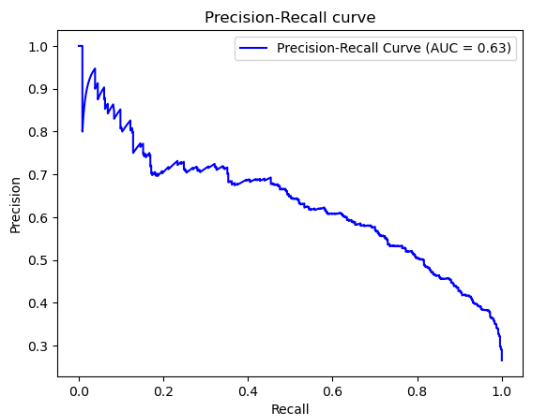 Precision-Recall curve
Precision-Recall Curve (AUC = 0.63)
1.0
0.9
0.8
0.7
0.6
0.5
0.4
0.3
Precision
0.0 0.2 0.4 0.6 0.8 1.0
Recall